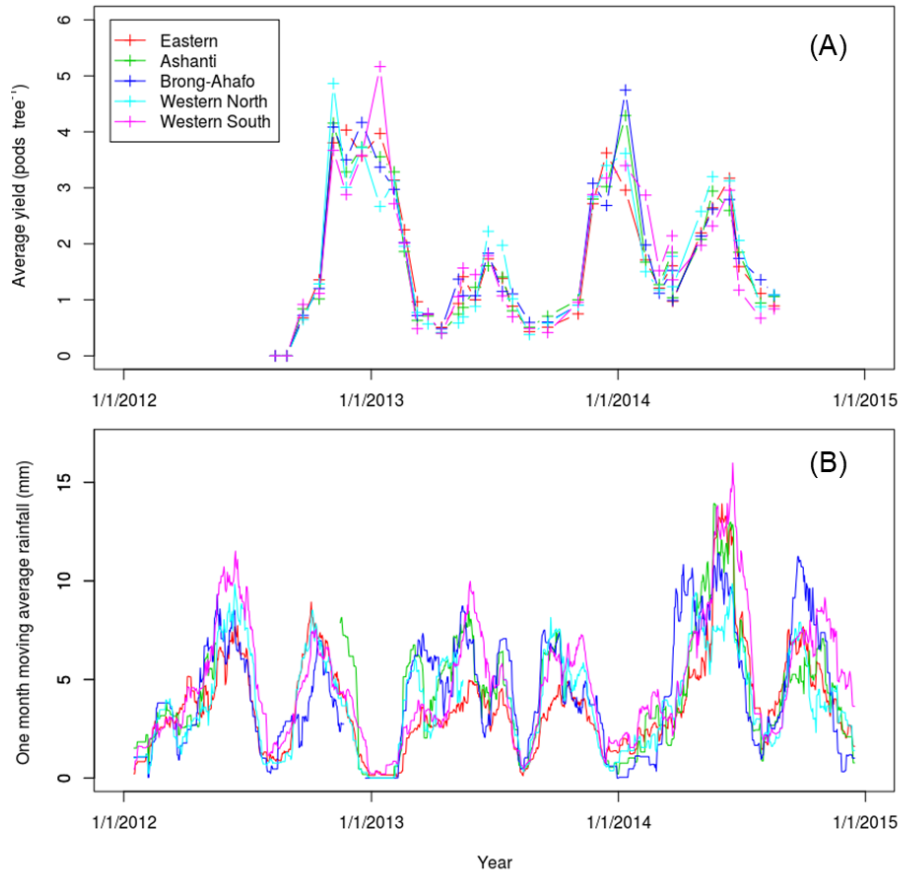 (A)
Eastern
Ashanti
Brong-Ahafo
Western North
Western South
Average yield (pods tree⁻¹)
6
5
4
3
2
1
0
1/1/2012 1/1/2013 1/1/2014 1/1/2015
(B)
One month moving average rainfall (mm)
15
10
5
0
1/1/2012 1/1/2013 1/1/2014 1/1/2015
Year